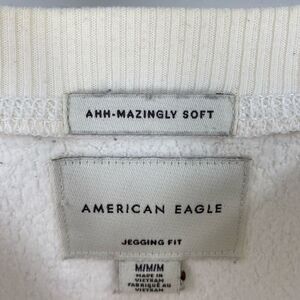 AHH-MAZINGLY SOFT
AMERICAN EAGLE
JEGGING FIT
M/M/M
MADE IN
VIETNAM
FABRIQUÉ AU
VIETNAM